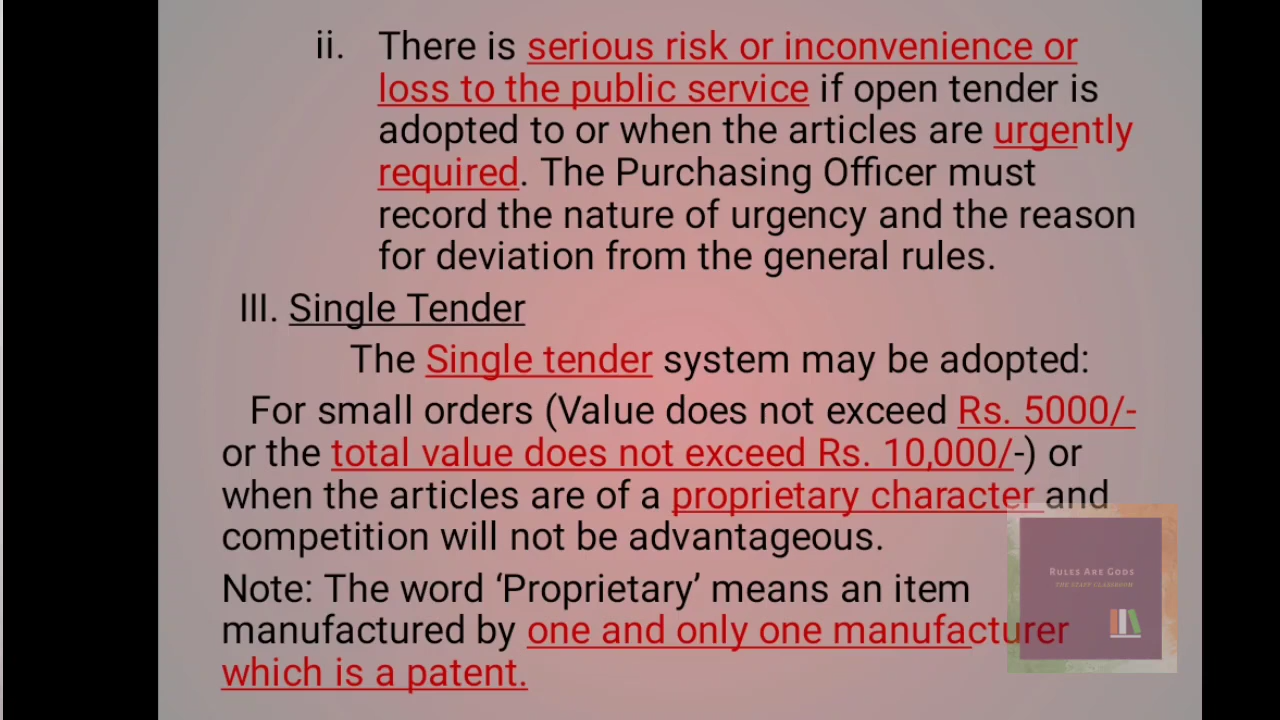 ii. There is serious risk or inconvenience or
loss to the public service if open tender is
adopted to or when the articles are urgently
required. The Purchasing Officer must
record the nature of urgency and the reason
for deviation from the general rules.
III. Single Tender
The Single tender system may be adopted:
For small orders (Value does not exceed Rs. 5000/-
or the total value does not exceed Rs. 10,000/-) or
when the articles are of a proprietary character and
competition will not be advantageous.
Note: The word ‘Proprietary’ means an item
manufactured by one and only one manufacturer
which is a patent.
RULES ARE GODS
THE STAFF CLASSROOM